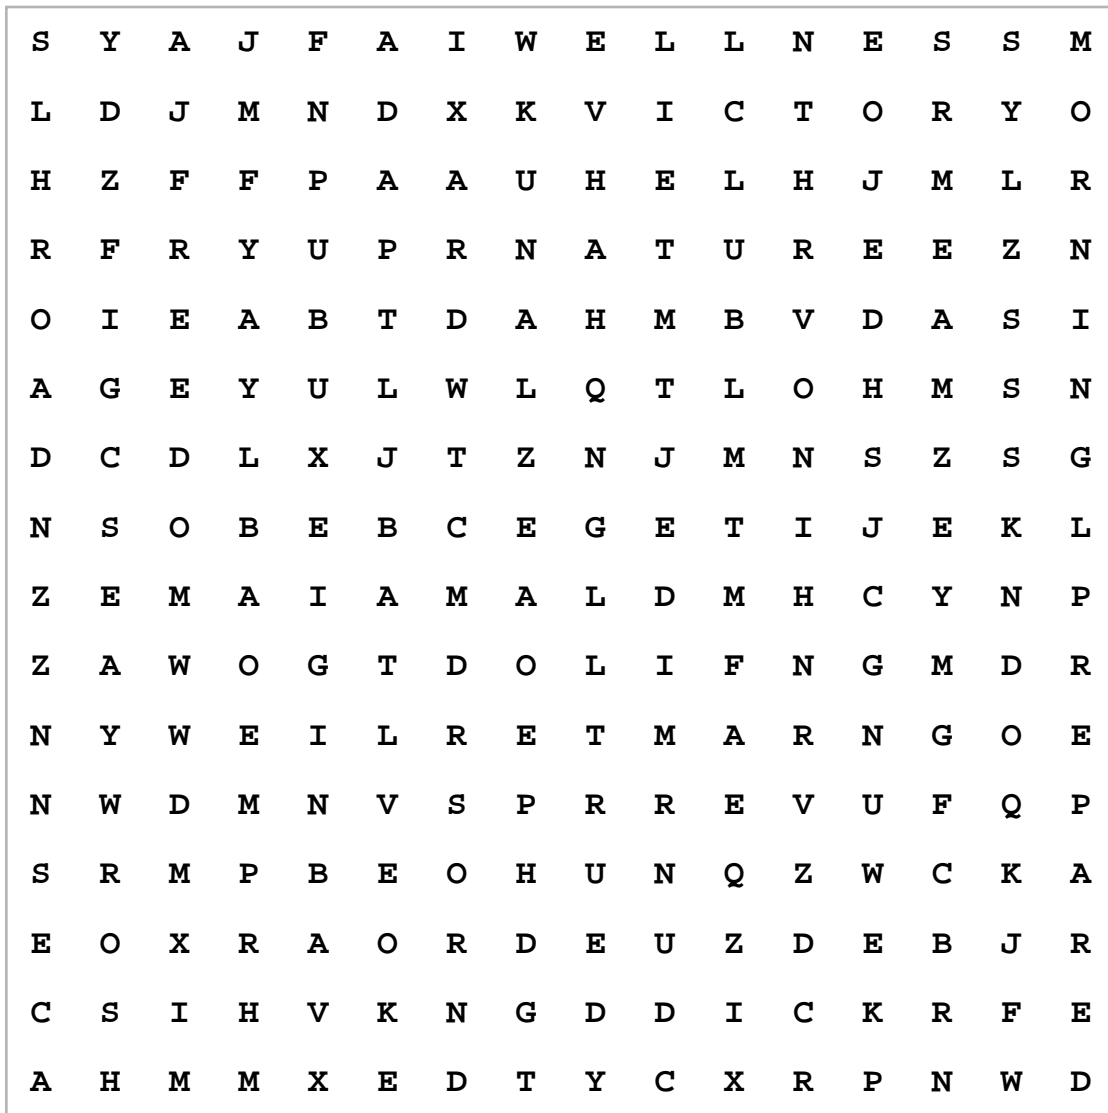 S Y A J F A I W E L L N E S S M
L D J M N D X K V I C T O R Y O
H Z F F P A A U H E L H J M L R
R F R Y U P R N A T U R E E Z N
O I E A B T D A H M B V D A S I
A G E Y U L W L Q T L O H M S N
D C D L X J T Z N J M N S Z S G
N S O B E B C E G E T I J E K L
Z E M A I A M A L D M H C Y N P
Z A W O G T D O L I F N G M D R
N Y W E I L R E T M A R N G O E
N W D M N V S P R R E V U F Q P
S R M P B E O H U N Q Z W C K A
E O X R A O R D E U Z D E B J R
C S I H V K N G D D I C K R F E
A H M M X E D T Y C X R P N W D